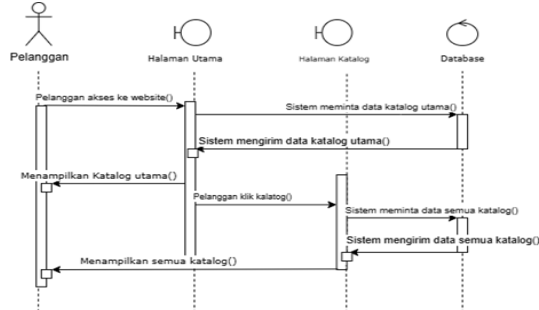 Pelanggan
Halaman Utama
Halaman Katalog
Database
Pelanggan akses ke website()
Sistem meminta data katalog utama()
Sistem mengirim data katalog utama()
Menampilkan Katalog utama()
Pelanggan klik kalatog()
Sistem meminta data semua katalog()
Sistem mengirim data semua katalog()
Menampilkan semua katalog()